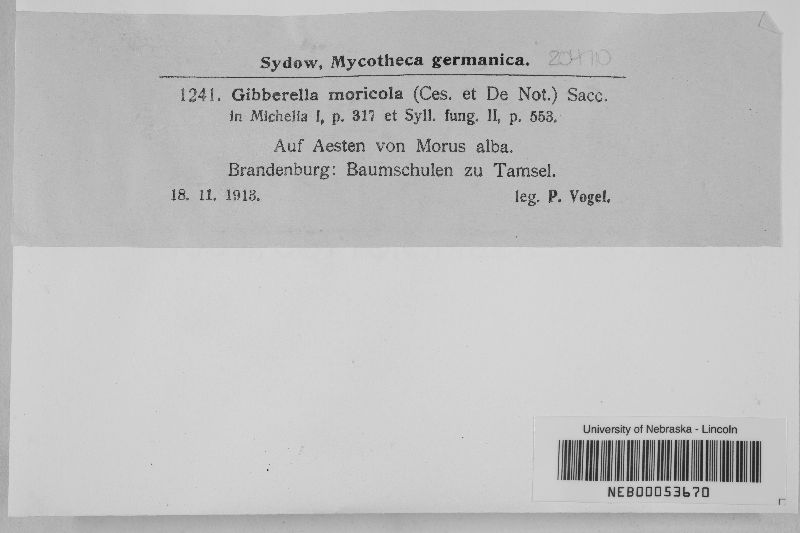 Sydow, Mycotheca germanica. 204710
1241. Gibberella moricola (Ces. et De Not.) Sacc.
in Michelia I, p. 317 et Syll. fung. II, p. 553.
Auf Aesten von Morus alba.
Brandenburg: Baumschulen zu Tamsel.
18. 11. 1913. leg. P. Vogel.
University of Nebraska - Lincoln
NEB00053670